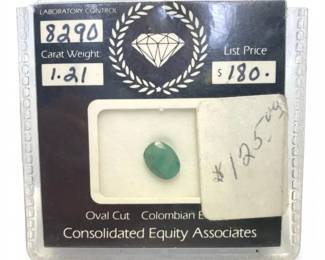 LABORATORY CONTROL
8290
Carat Weight
1.21
List Price
$ 180.
$125.00
Oval Cut Colombian E
Consolidated Equity Associates